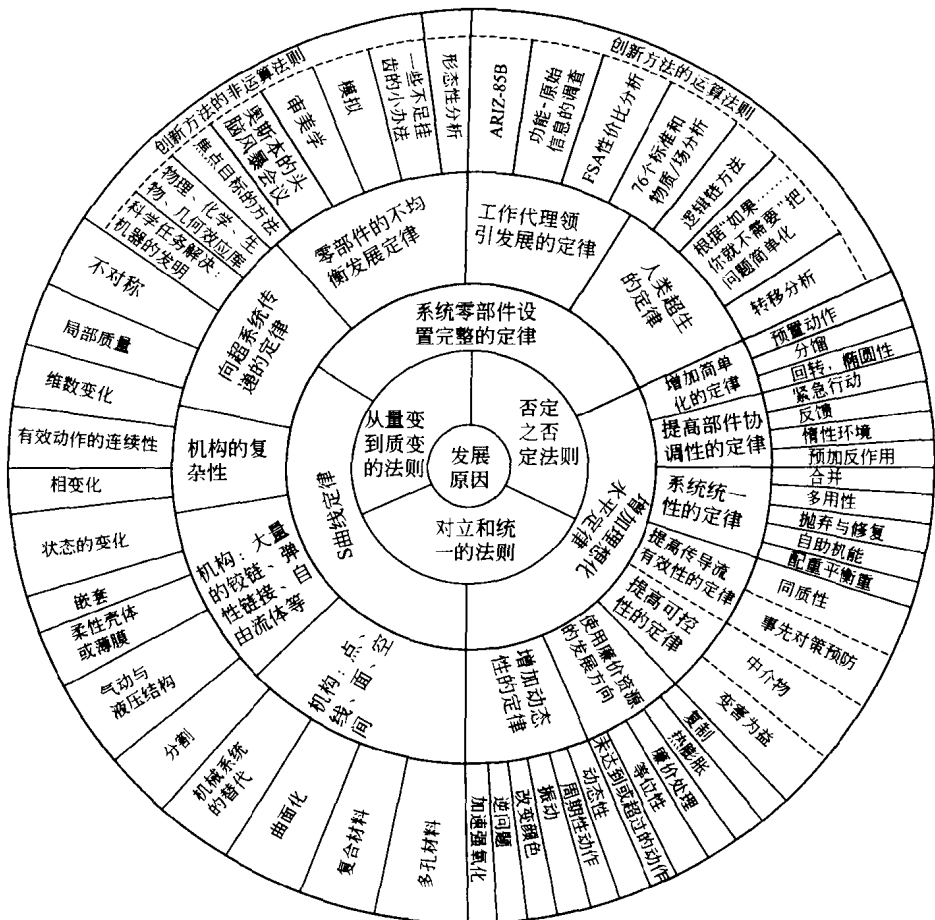 创新方法的非运算法则
创新方法的运算法则
科学任务解决：
机器的发明
物理、化学、生
物、几何效应库
焦点目标的方法
奥斯本的头
脑风暴会议
审美学
模拟
一些不足挂
齿的小办法
形态性分析
ARIZ-85B
功能-原始
信息的调查
FSA性价比分析
76个标准和
物质/场分析
逻辑链方法
根据“如果……
你就不需要”把
问题简单化
转移分析
预置动作
分馏
回转，椭圆性
紧急行动
反馈
惰性环境
预加反作用
合并
多用性
抛弃与修复
自助机能
配重平衡重
同质性
事先对策预防
中介物
变害为益
复制
热膨胀
廉价处理
等位性
未达到或超过的动作
动态性
周期性动作
振动
改变颜色
逆问题
加速强氧化
多孔材料
复合材料
曲面化
机械系统
的替代
分割
气动与
液压结构
柔性壳体
或薄膜
嵌套
状态的变化
相变化
有效动作的连续性
维数变化
局部质量
不对称
向超系统传
递的定律
零部件的不均
衡发展定律
工作代理领
引发展的定律
人类超生
的定律
增加简单
化的定律
提高部件协
调性的定律
系统统一
性的定律
提高传导流
有效性的定律
提高可控
性的定律
使用廉价资源
的发展方向
增加动态
性的定律
机构：点、
线、面、空
间
机构：大量
的铰链、弹
性链接、自
由流体等
机构的复
杂性
系统零部件设
置完整的定律
增加理想化
水平定律
S曲线定律
从量变
到质变
的法则
否定
之否
定法则
对立和统
一的法则
发展
原因